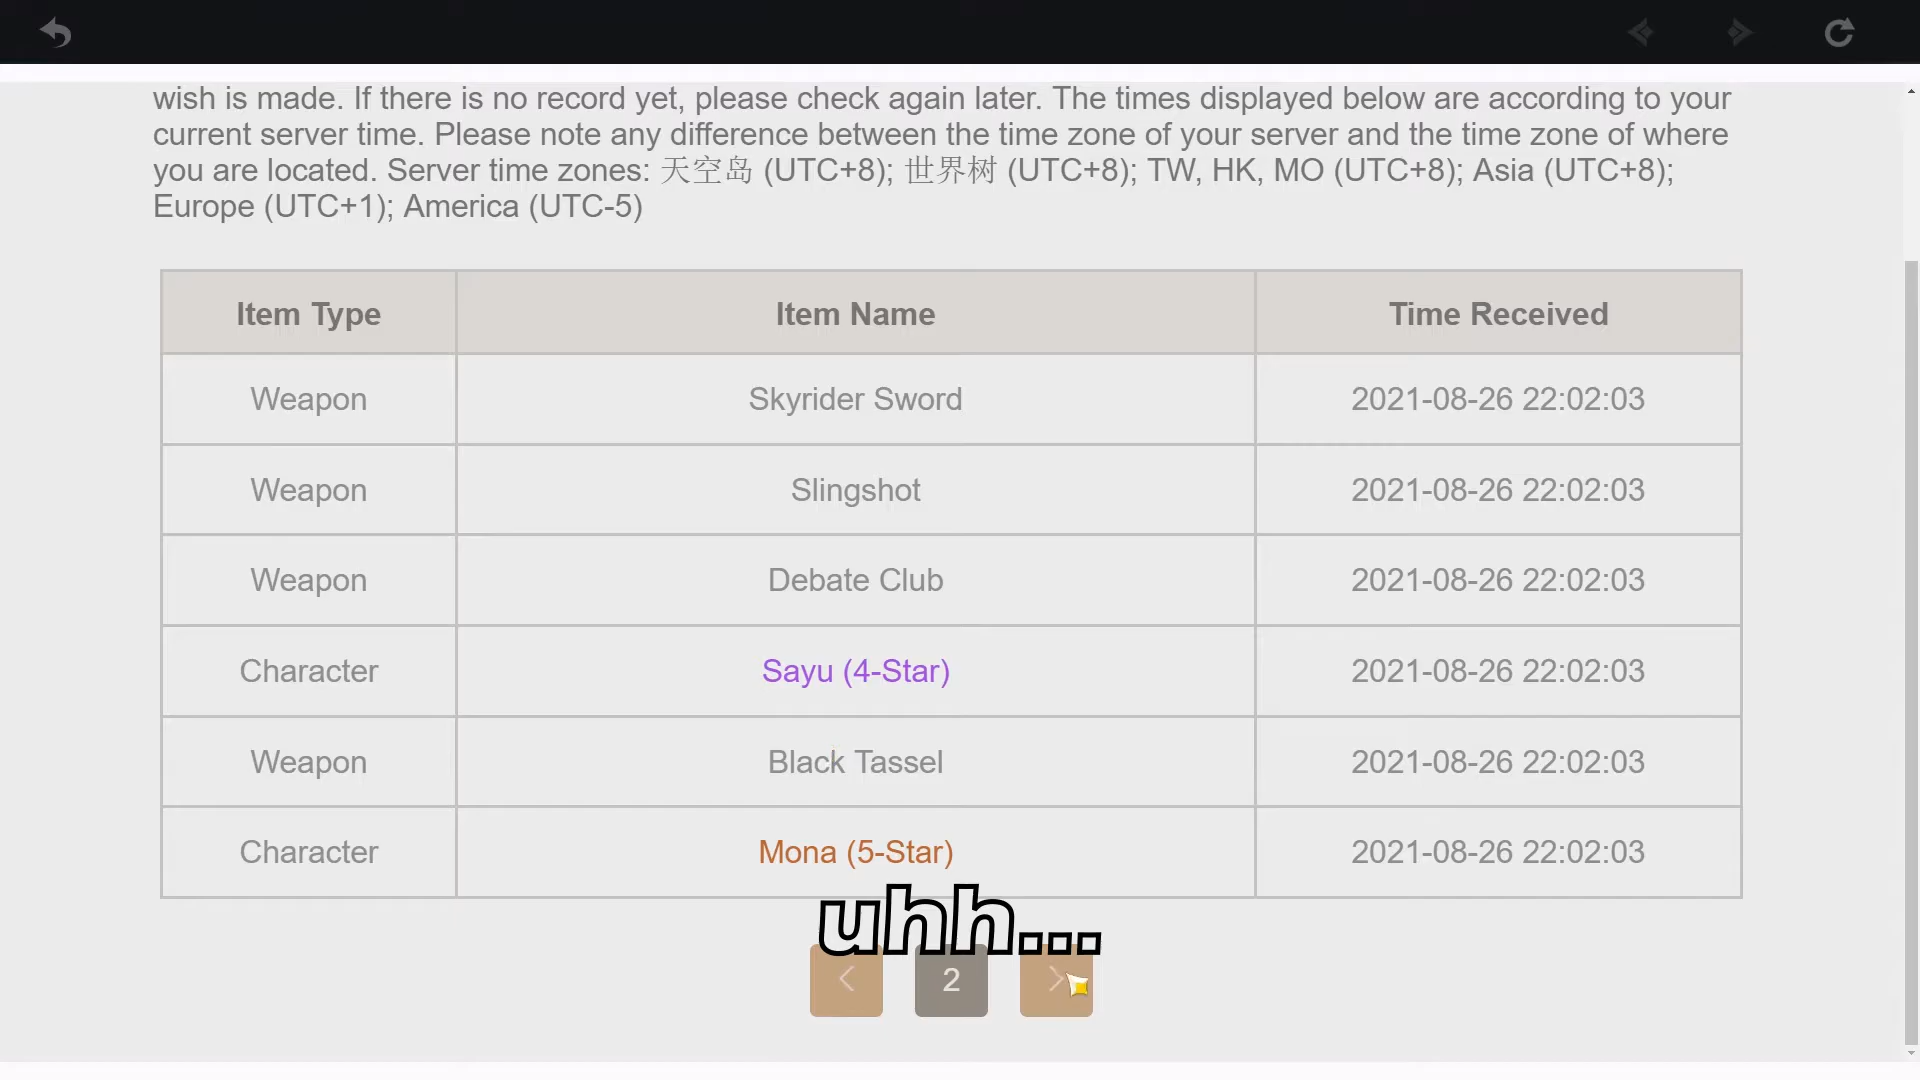 wish is made. If there is no record yet, please check again later. The times displayed below are according to your
current server time. Please note any difference between the time zone of your server and the time zone of where
you are located. Server time zones: 天空岛 (UTC+8); 世界树 (UTC+8); TW, HK, MO (UTC+8); Asia (UTC+8);
Europe (UTC+1); America (UTC-5)
Item Type Item Name Time Received
Weapon Skyrider Sword 2021-08-26 22:02:03
Weapon Slingshot 2021-08-26 22:02:03
Weapon Debate Club 2021-08-26 22:02:03
Character Sayu (4-Star) 2021-08-26 22:02:03
Weapon Black Tassel 2021-08-26 22:02:03
Character Mona (5-Star) 2021-08-26 22:02:03
uhh...
2